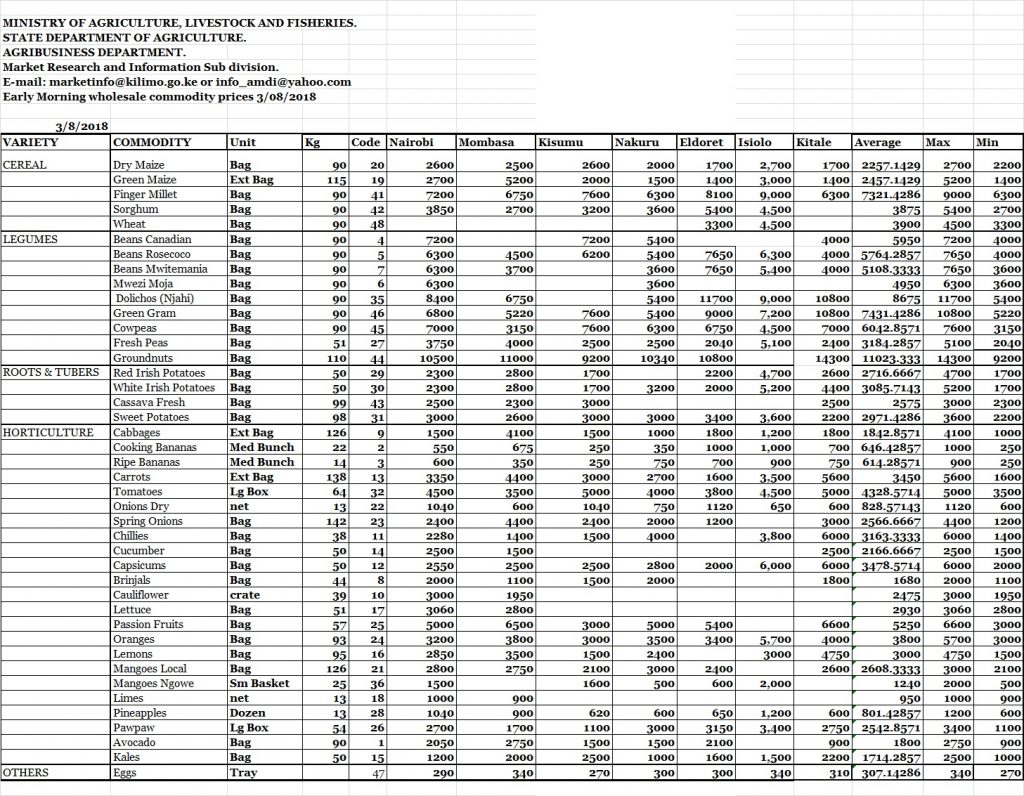 MINISTRY OF AGRICULTURE, LIVESTOCK AND FISHERIES.
STATE DEPARTMENT OF AGRICULTURE.
AGRIBUSINESS DEPARTMENT.
Market Research and Information Sub division.
E-mail: marketinfo@kilimo.go.ke or info_amdi@yahoo.com
Early Morning wholesale commodity prices 3/08/2018
3/8/2018
VARIETY COMMODITY Unit Kg Code Nairobi Mombasa Kisumu Nakuru Eldoret Isiolo Kitale Average Max Min
CEREAL Dry Maize Bag 90 20 2600 2500 2600 2000 1700 2,700 1700 2257.1429 2700 2200
Green Maize Ext Bag 115 19 2700 5200 2000 1500 1400 3,000 1400 2457.1429 5200 1400
Finger Millet Bag 90 41 7200 6750 7600 6300 8100 9,000 6300 7321.4286 9000 6300
Sorghum Bag 90 42 3850 2700 3200 3600 5400 4,500 3875 5400 2700
Wheat Bag 90 48 3300 4,500 3900 4500 3300
LEGUMES Beans Canadian Bag 90 4 7200 7200 5400 4000 5950 7200 4000
Beans Rosecoco Bag 90 5 6300 4500 6200 5400 7650 6,300 4000 5764.2857 7650 4000
Beans Mwitemania Bag 90 7 6300 3700 3600 7650 5,400 4000 5108.3333 7650 3600
Mwezi Moja Bag 90 6 6300 3600 4950 6300 3600
Dolichos (Njahi) Bag 90 35 8400 6750 5400 11700 9,000 10800 8675 11700 5400
Green Gram Bag 90 46 6800 5220 7600 5400 9000 7,200 10800 7431.4286 10800 5220
Cowpeas Bag 90 45 7000 3150 7600 6300 6750 4,500 7000 6042.8571 7600 3150
Fresh Peas Bag 51 27 3750 4000 2500 2500 2040 5,100 2400 3184.2857 5100 2040
Groundnuts Bag 110 44 10500 11000 9200 10340 10800 14300 11023.333 14300 9200
ROOTS & TUBERS Red Irish Potatoes Bag 50 29 2300 2800 1700 2200 4,700 2600 2716.6667 4700 1700
White Irish Potatoes Bag 50 30 2300 2800 1700 3200 2000 5,200 4400 3085.7143 5200 1700
Cassava Fresh Bag 99 43 2500 2300 3000 2500 2575 3000 2300
Sweet Potatoes Bag 98 31 3000 2600 3000 3000 3400 3,600 2200 2971.4286 3600 2200
HORTICULTURE Cabbages Ext Bag 126 9 1500 4100 1500 1000 1800 1,200 1800 1842.8571 4100 1000
Cooking Bananas Med Bunch 22 2 550 675 250 350 1000 1,000 700 646.42857 1000 250
Ripe Bananas Med Bunch 14 3 600 350 250 750 700 900 750 614.28571 900 250
Carrots Ext Bag 138 13 3350 4400 3000 2700 1600 3,500 5600 3450 5600 1600
Tomatoes Lg Box 64 32 4500 3500 5000 4000 3800 4,500 5000 4328.5714 5000 3500
Onions Dry net 13 22 1040 600 1040 750 1120 650 600 828.57143 1120 600
Spring Onions Bag 142 23 2400 4400 2400 2000 1200 3000 2566.6667 4400 1200
Chillies Bag 38 11 2280 1400 1500 4000 3,800 6000 3163.3333 6000 1400
Cucumber Bag 50 14 2500 1500 2500 2166.6667 2500 1500
Capsicums Bag 50 12 2550 2500 2500 2800 2000 6,000 6000 3478.5714 6000 2000
Brinjals Bag 44 8 2000 1100 1500 2000 1800 1680 2000 1100
Cauliflower crate 39 10 3000 1950 2475 3000 1950
Lettuce Bag 51 17 3060 2800 2930 3060 2800
Passion Fruits Bag 57 25 5000 6500 3000 5000 5400 6600 5250 6600 3000
Oranges Bag 93 24 3200 3800 3000 3500 3400 5,700 4000 3800 5700 3000
Lemons Bag 95 16 2850 3500 1500 2400 3000 4750 3000 4750 1500
Mangoes Local Bag 126 21 2800 2750 2100 3000 2400 2600 2608.3333 3000 2100
Mangoes Ngowe Sm Basket 25 36 1500 1600 500 600 2,000 1240 2000 500
Limes net 13 18 1000 900 950 1000 900
Pineapples Dozen 13 28 1040 900 620 600 650 1,200 600 801.42857 1200 600
Pawpaw Lg Box 54 26 2700 1700 1100 3000 3150 3,400 2750 2542.8571 3400 1100
Avocado Bag 90 1 2050 2750 1500 1500 2100 900 1800 2750 900
Kales Bag 50 15 1200 2000 2500 1000 1600 1,500 2200 1714.2857 2500 1000
OTHERS Eggs Tray 47 290 340 270 300 300 340 310 307.14286 340 270